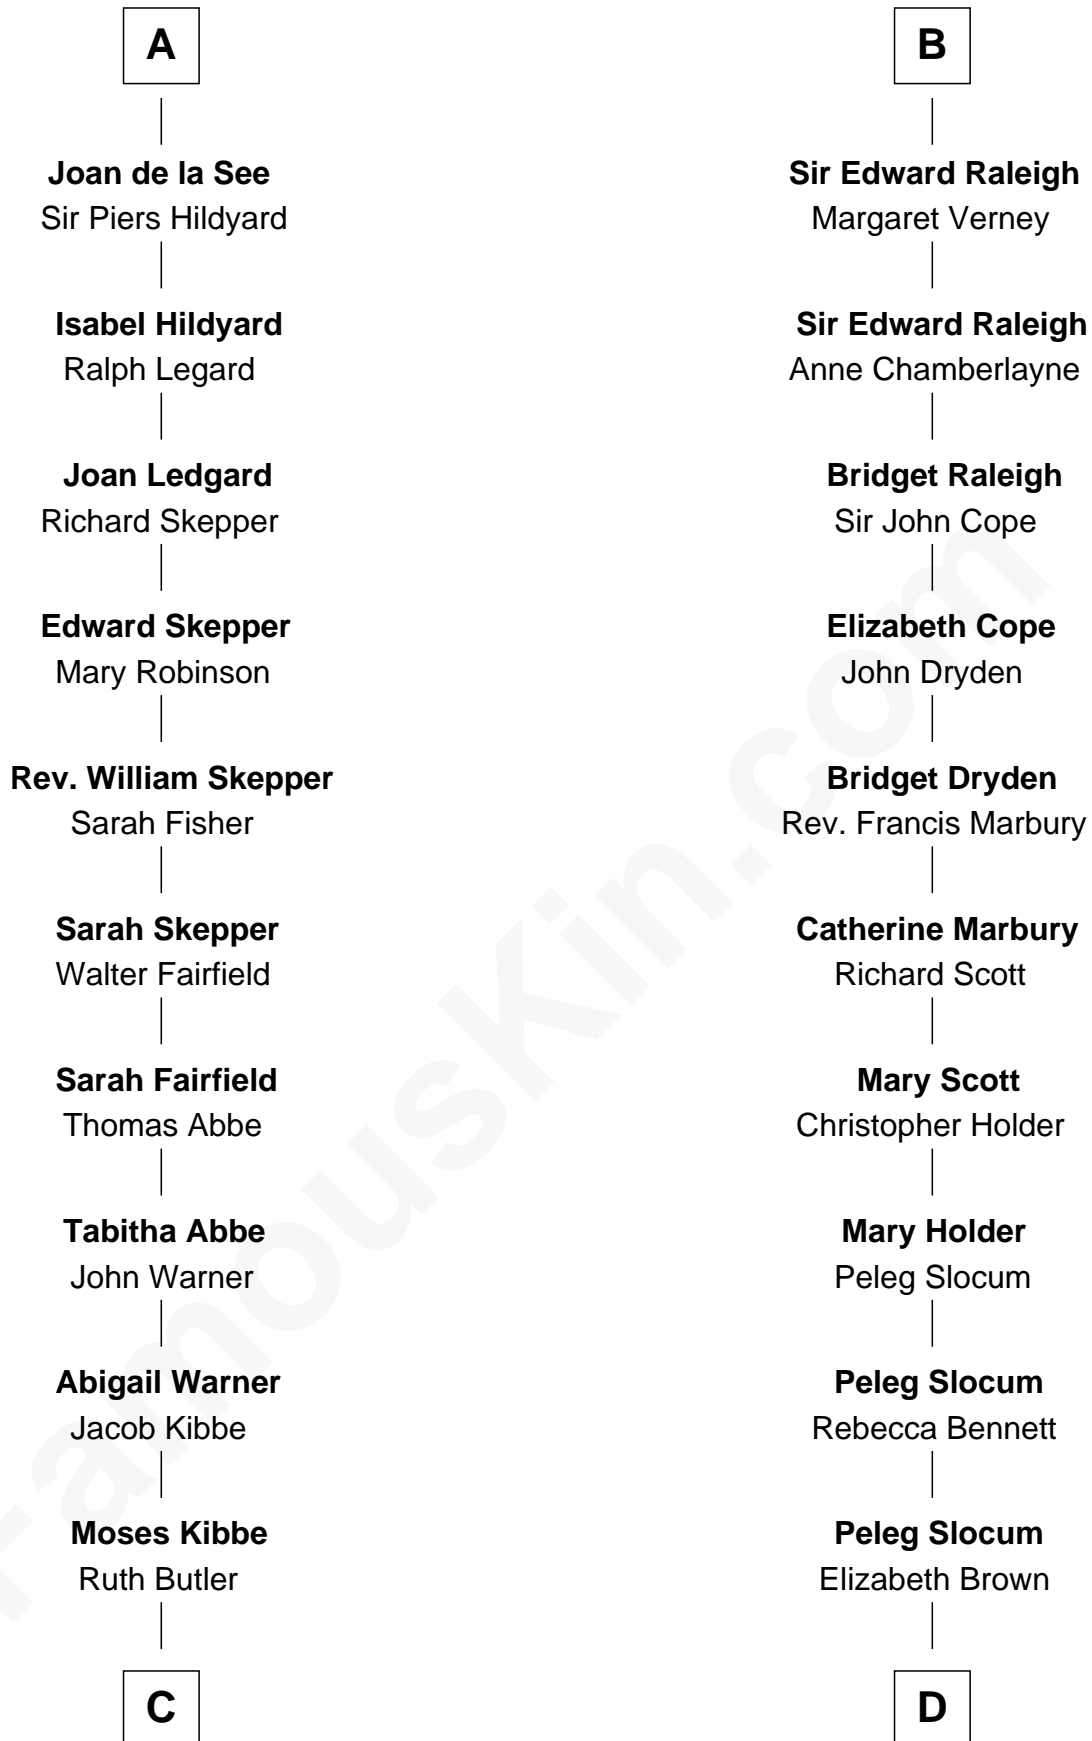 A
Joan de la See
Sir Piers Hildyard
Isabel Hildyard
Ralph Legard
Joan Ledgard
Richard Skepper
Edward Skepper
Mary Robinson
Rev. William Skepper
Sarah Fisher
Sarah Skepper
Walter Fairfield
Sarah Fairfield
Thomas Abbe
Tabitha Abbe
John Warner
Abigail Warner
Jacob Kibbe
Moses Kibbe
Ruth Butler
C
B
Sir Edward Raleigh
Margaret Verney
Sir Edward Raleigh
Anne Chamberlayne
Bridget Raleigh
Sir John Cope
Elizabeth Cope
John Dryden
Bridget Dryden
Rev. Francis Marbury
Catherine Marbury
Richard Scott
Mary Scott
Christopher Holder
Mary Holder
Peleg Slocum
Peleg Slocum
Rebecca Bennett
Peleg Slocum
Elizabeth Brown
D
FamousKin.com